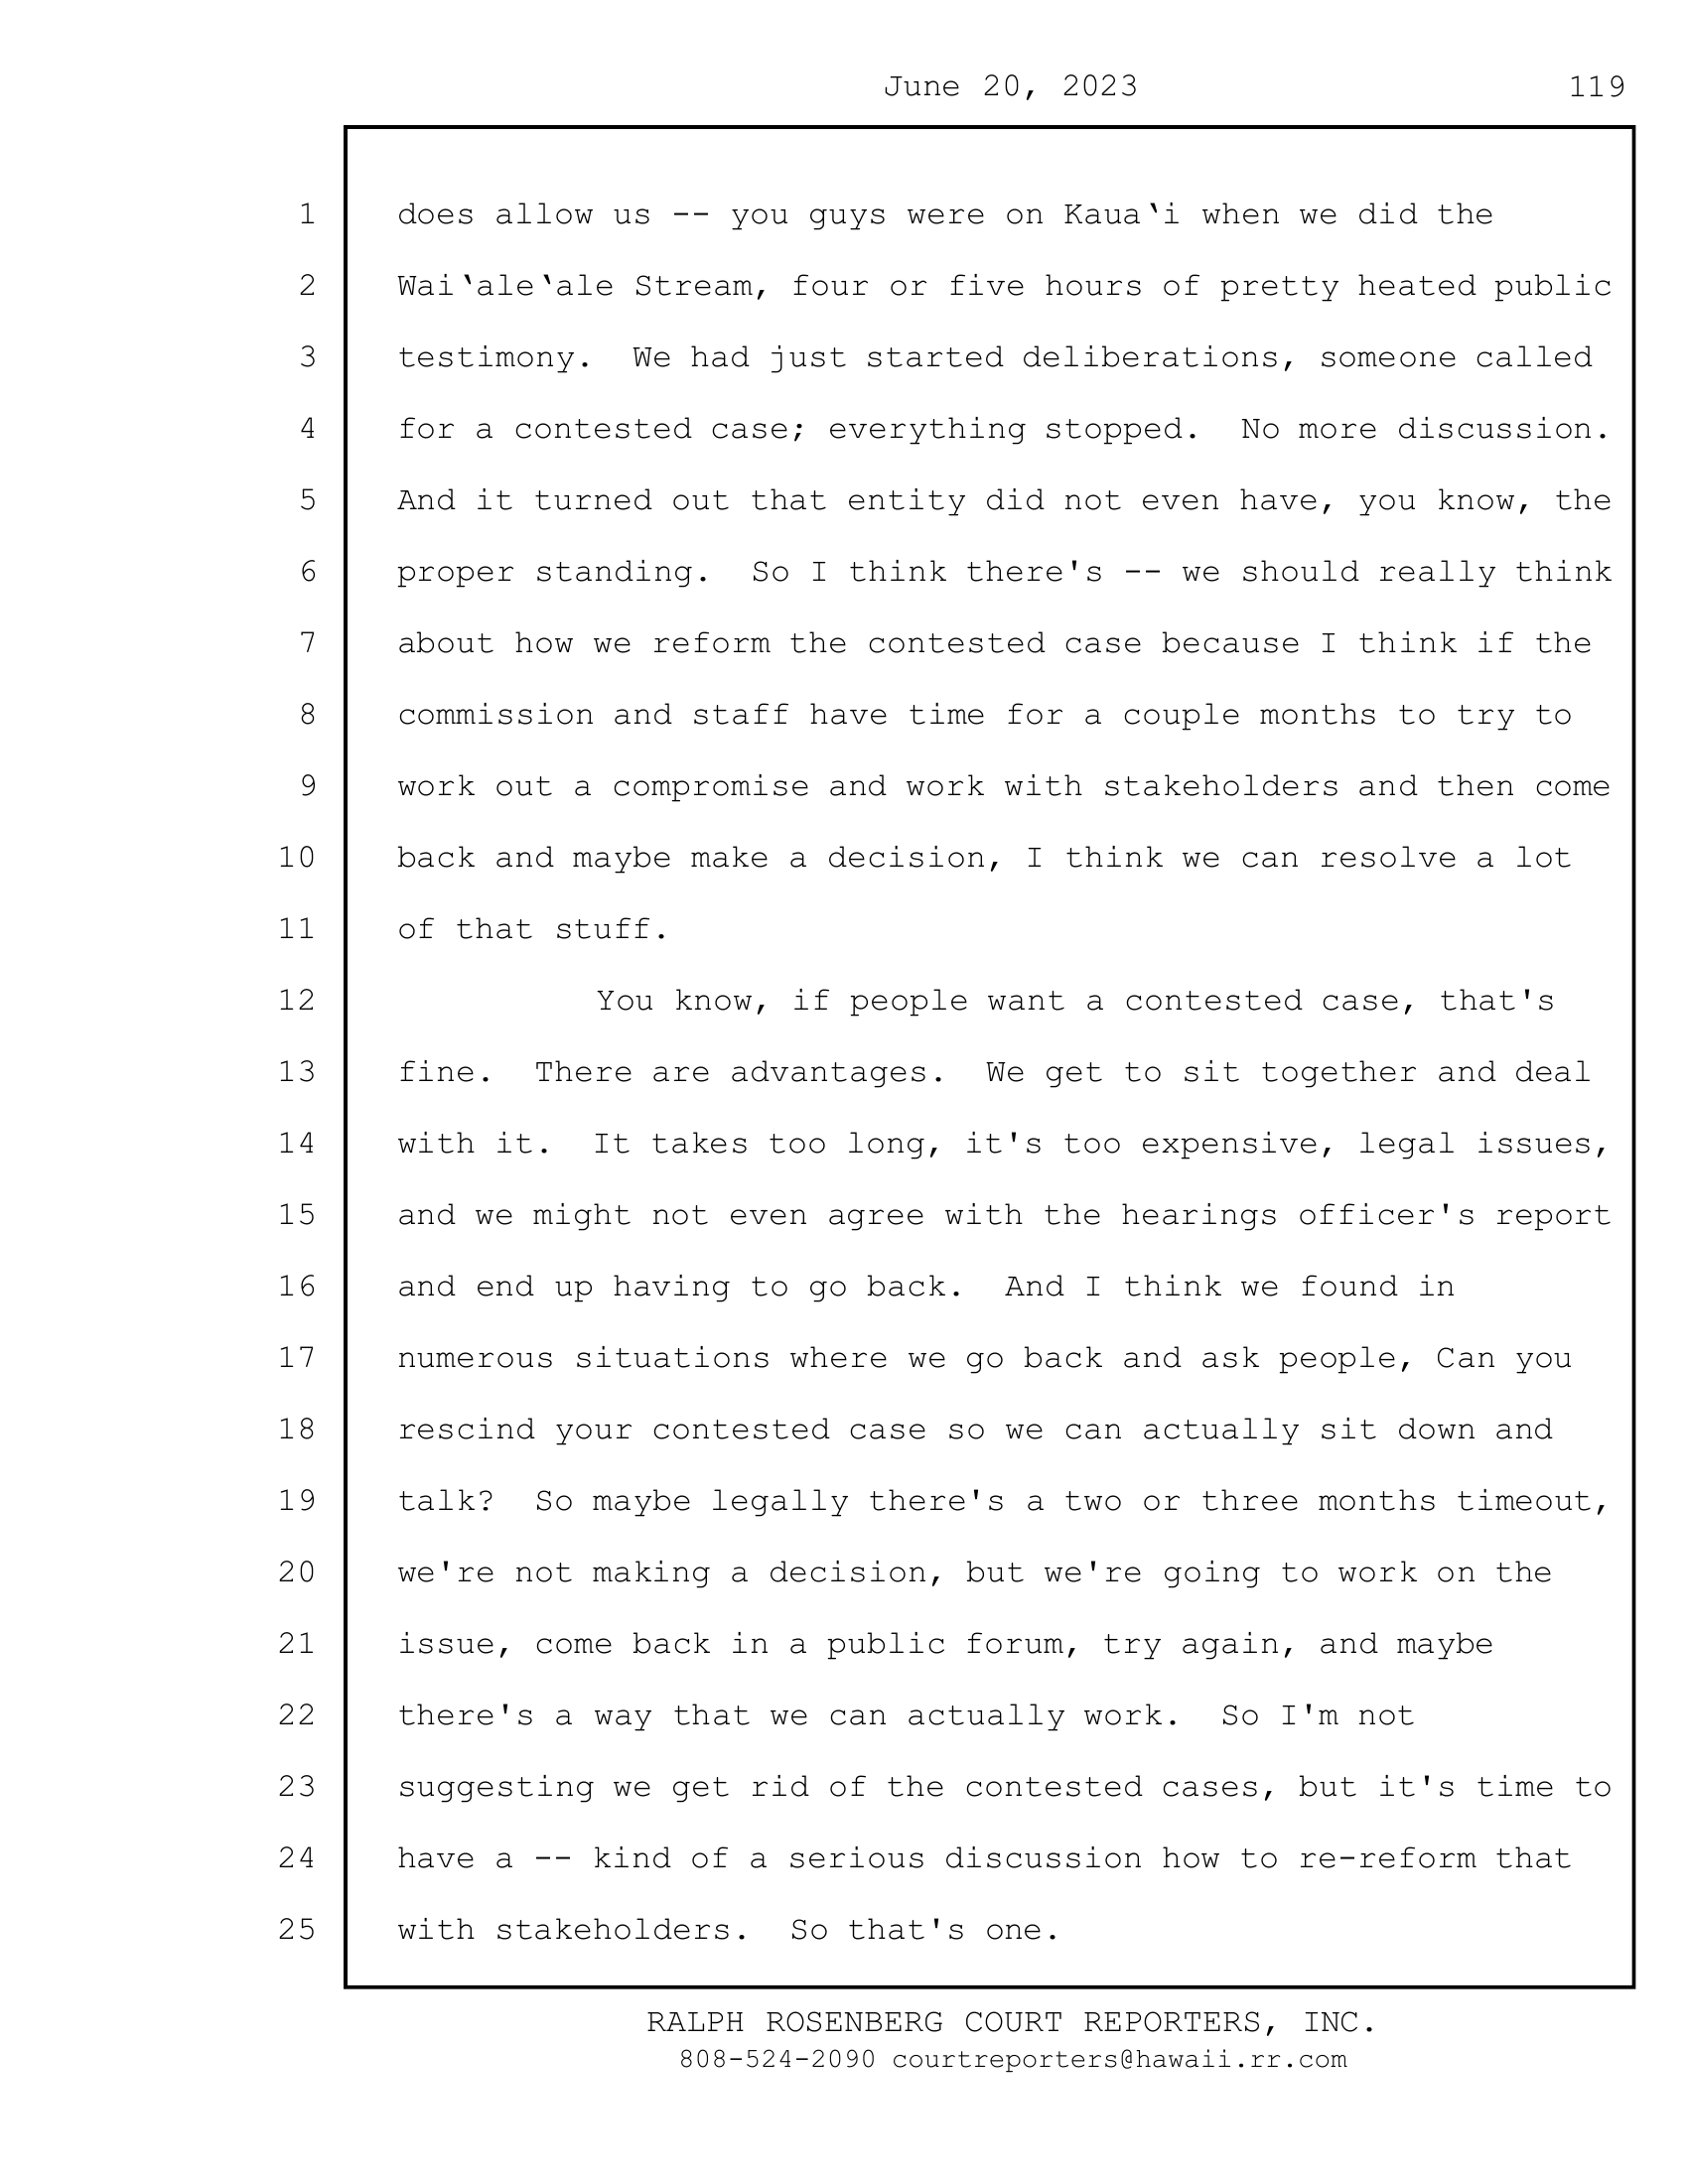 June 20, 2023 119
1 does allow us -- you guys were on Kauaʻi when we did the
2 Waiʻaleʻale Stream, four or five hours of pretty heated public
3 testimony.  We had just started deliberations, someone called
4 for a contested case; everything stopped.  No more discussion.
5 And it turned out that entity did not even have, you know, the
6 proper standing.  So I think there's -- we should really think
7 about how we reform the contested case because I think if the
8 commission and staff have time for a couple months to try to
9 work out a compromise and work with stakeholders and then come
10 back and maybe make a decision, I think we can resolve a lot
11 of that stuff.
12 You know, if people want a contested case, that's
13 fine.  There are advantages.  We get to sit together and deal
14 with it.  It takes too long, it's too expensive, legal issues,
15 and we might not even agree with the hearings officer's report
16 and end up having to go back.  And I think we found in
17 numerous situations where we go back and ask people, Can you
18 rescind your contested case so we can actually sit down and
19 talk?  So maybe legally there's a two or three months timeout,
20 we're not making a decision, but we're going to work on the
21 issue, come back in a public forum, try again, and maybe
22 there's a way that we can actually work.  So I'm not
23 suggesting we get rid of the contested cases, but it's time to
24 have a -- kind of a serious discussion how to re-reform that
25 with stakeholders.  So that's one.
RALPH ROSENBERG COURT REPORTERS, INC.
808-524-2090 courtreporters@hawaii.rr.com